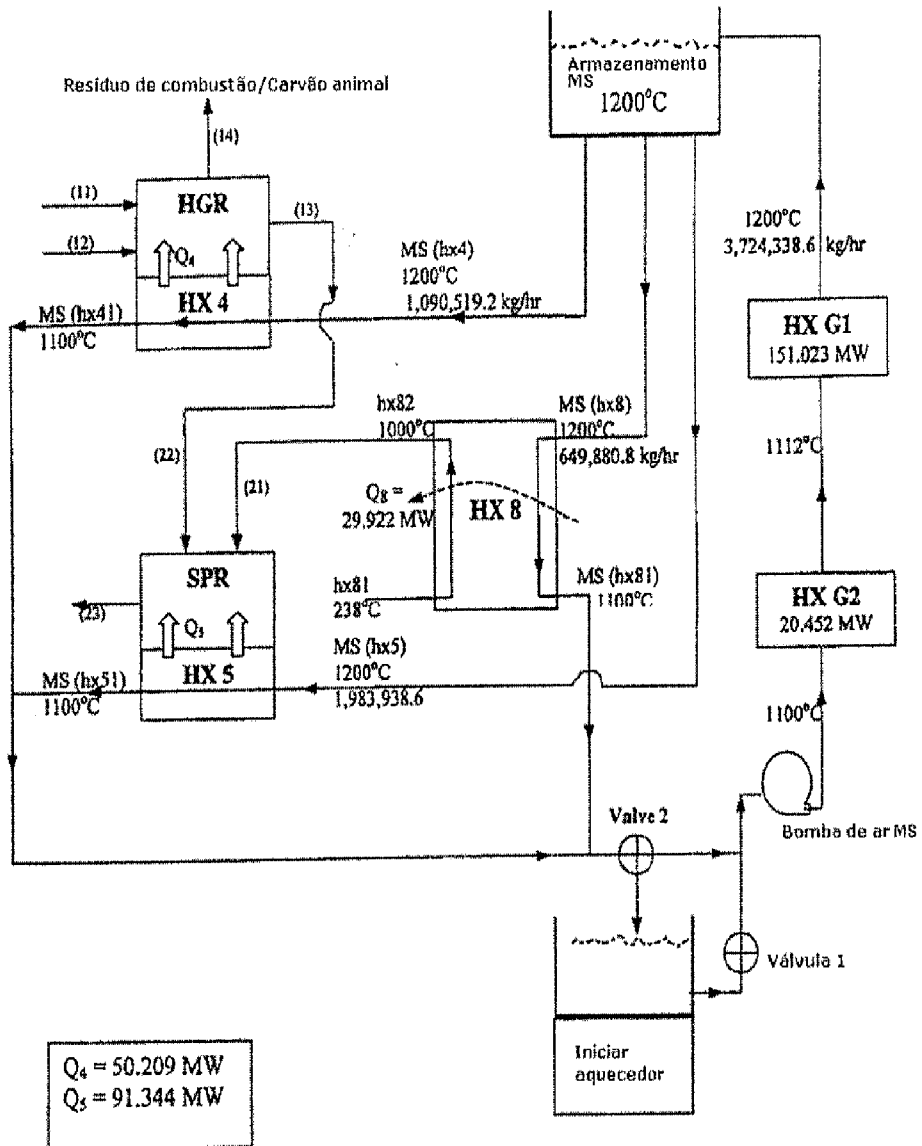 Armazenamento
MS
1200°C
Resíduo de combustão/Carvão animal
(14)
(11)
HGR
(13)
(12)
Q4
HX 4
MS (hx4)
1200°C
1,090,519.2 kg/hr
MS (hx41)
1100°C
1200°C
3,724,338.6 kg/hr
HX G1
151.023 MW
hx82
1000°C
MS (hx8)
1200°C
649,880.8 kg/hr
1112°C
(22)
(21)
Q8 =
29.922 MW
HX 8
SPR
hx81
238°C
MS (hx81)
1100°C
HX G2
20.452 MW
(23)
Q5
HX 5
MS (hx5)
1200°C
1,983,938.6
MS (hx51)
1100°C
1100°C
Valve 2
Bomba de ar MS
Válvula 1
Iniciar
aquecedor
Q4 = 50.209 MW
Q5 = 91.344 MW